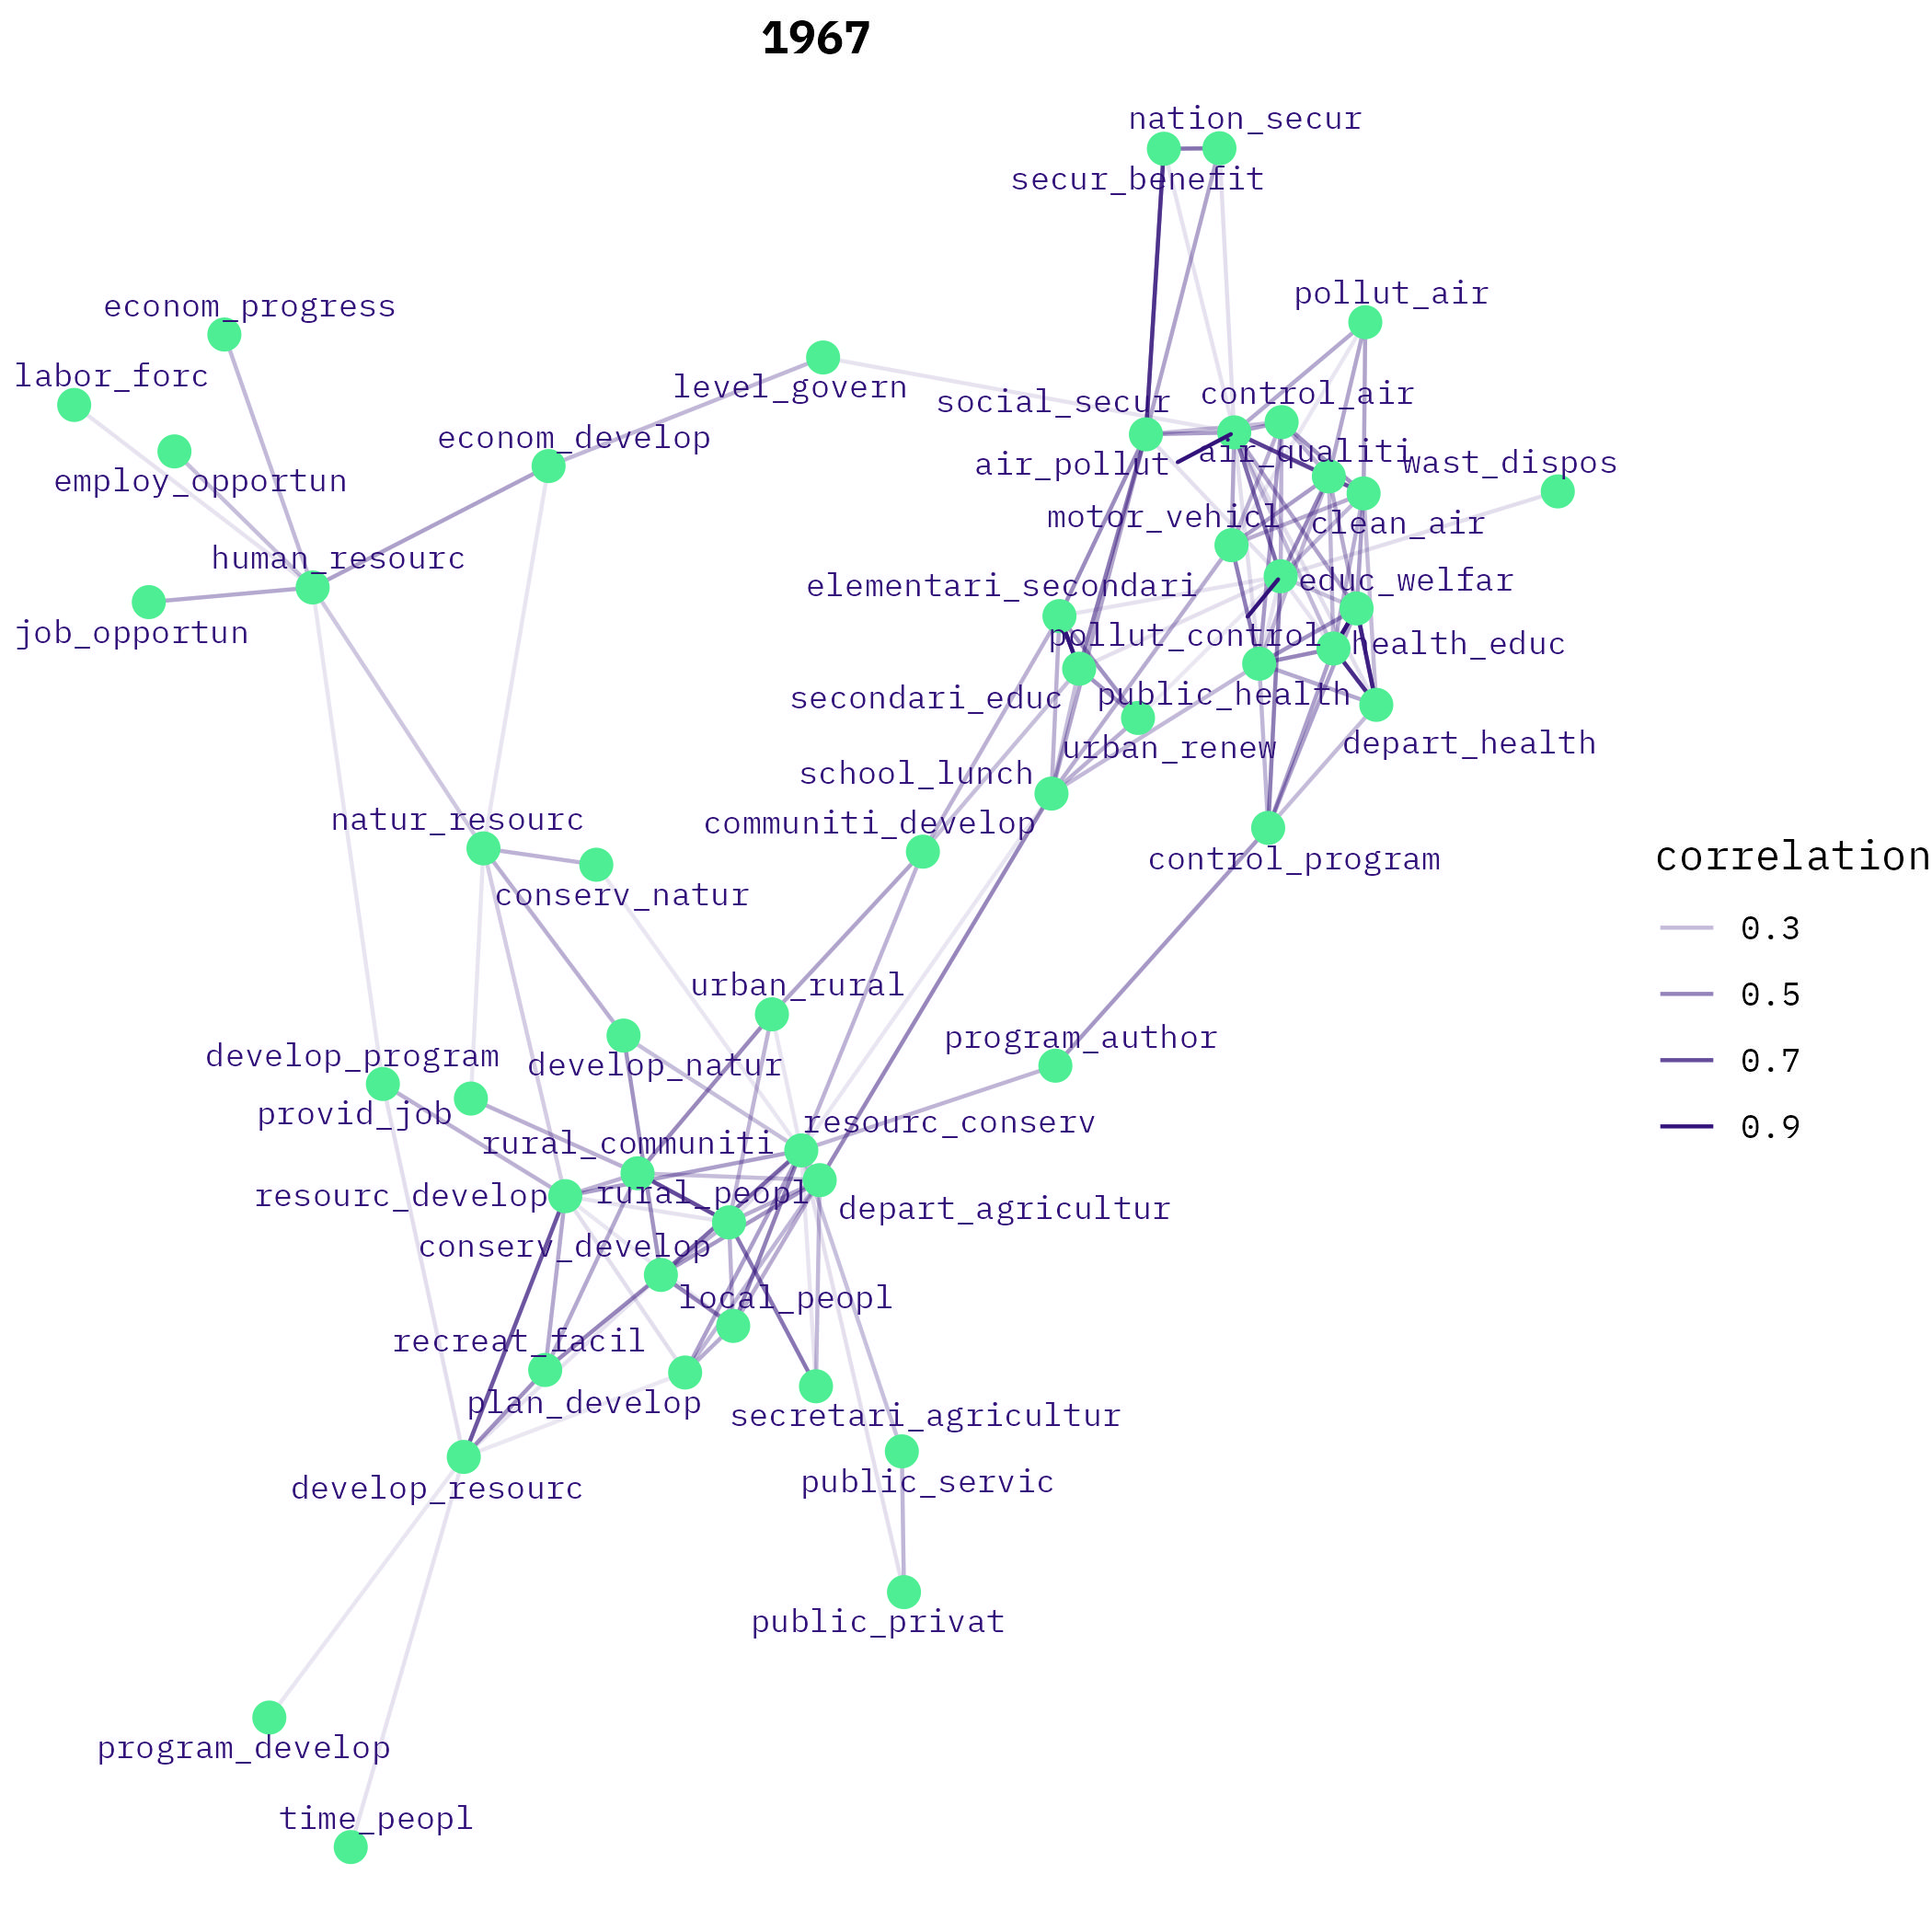 1967
nation_secur
secur_benefit
pollut_air
econom_progress
labor_forc
level_govern
social_secur
control_air
econom_develop
air_qualiti
air_pollut
wast_dispos
employ_opportun
motor_vehicl
clean_air
human_resourc
elementari_secondari
educ_welfar
job_opportun
pollut_control
health_educ
secondari_educ
public_health
urban_renew
depart_health
school_lunch
natur_resourc
communiti_develop
control_program
conserv_natur
correlation
0.3
0.5
0.7
0.9
urban_rural
program_author
develop_program
develop_natur
provid_job
resourc_conserv
rural_communiti
resourc_develop
rural_peopl
depart_agricultur
conserv_develop
local_peopl
recreat_facil
plan_develop
secretari_agricultur
develop_resourc
public_servic
public_privat
program_develop
time_peopl